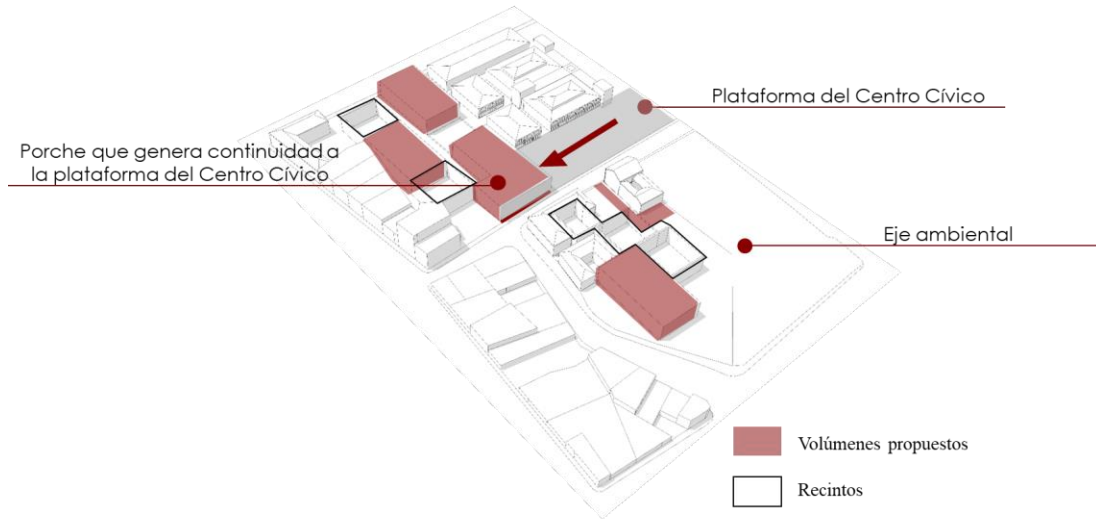 Plataforma del Centro Cívico
Porche que genera continuidad a
la plataforma del Centro Cívico
Eje ambiental
Volúmenes propuestos
Recintos